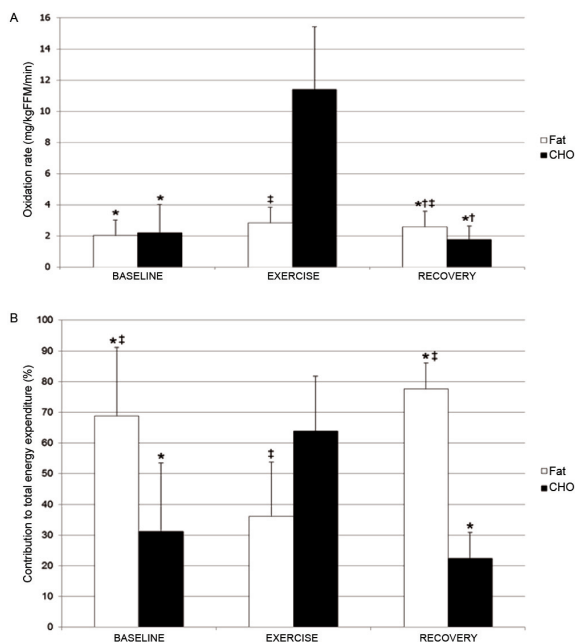 A
Oxidation rate (mg/kgFFM/min)
16
14
12
10
8
6
4
2
0
*
*
‡
*†‡
*†
BASELINE
EXERCISE
RECOVERY
Fat
CHO
B
Contribution to total energy expenditure (%)
100
90
80
70
60
50
40
30
20
10
0
*‡
*
‡
*‡
*
BASELINE
EXERCISE
RECOVERY
Fat
CHO